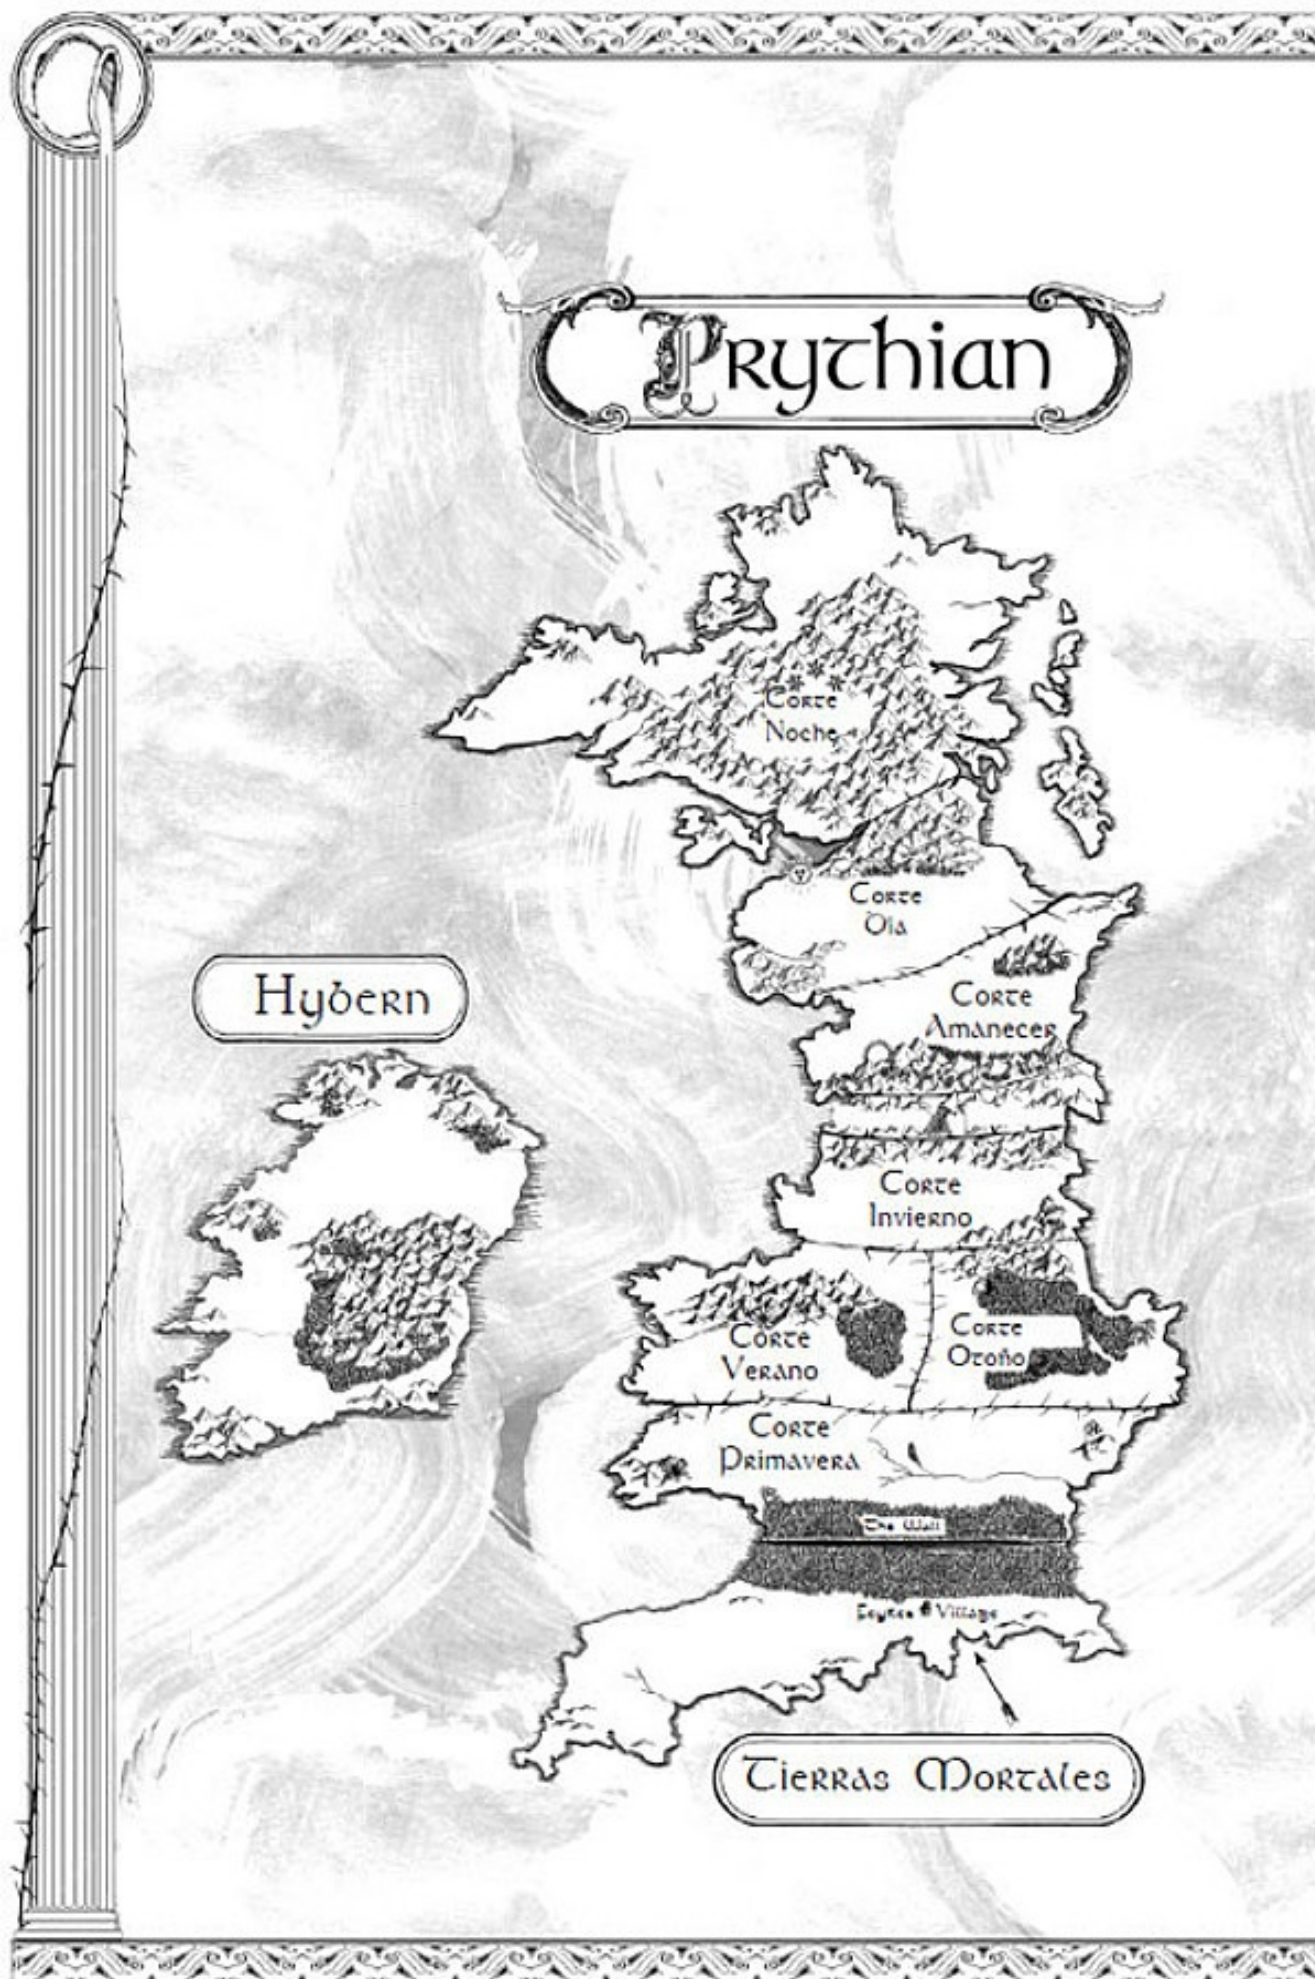 Prythian
Corte
Noche
Corte
Día
Hybern
Corte
Amanecer
Corte
Invierno
Corte
Verano
Corte
Otoño
Corte
Primavera
The Wall
Village
Tierras Mortales